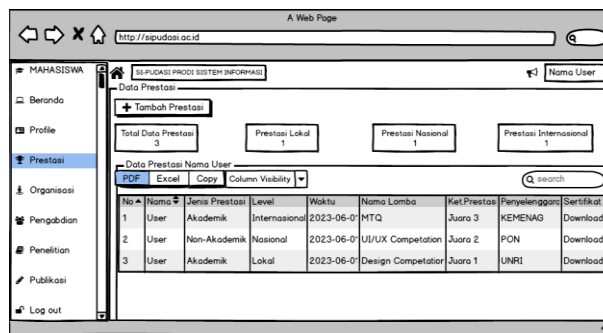 A Web Page
http://sipudasi.ac.id
MAHASISWA
Beranda
Profile
Prestasi
Organisasi
Pengabdian
Penelitian
Publikasi
Log out
SI-PUDASI PRODI SISTEM INFORMASI
Nama User
Data Prestasi
Tambah Prestasi
Total Data Prestasi
3
Prestasi Lokal
1
Prestasi Nasional
1
Prestasi Internasional
1
Data Prestasi Nama User
PDF Excel Copy Column Visibility search
No Nama Jenis Prestasi Level Waktu Nama Lomba Ket.Prestas Penyelenggara Sertifikat
1 User Akademik Internasional 2023-06-0 MTQ Juara 3 KEMENAG Download
2 User Non-Akademik Nasional 2023-06-0 UI/UX Competation Juara 2 PON Download
3 User Akademik Lokal 2023-06-0 Design Competation Juara 1 UNRI Download